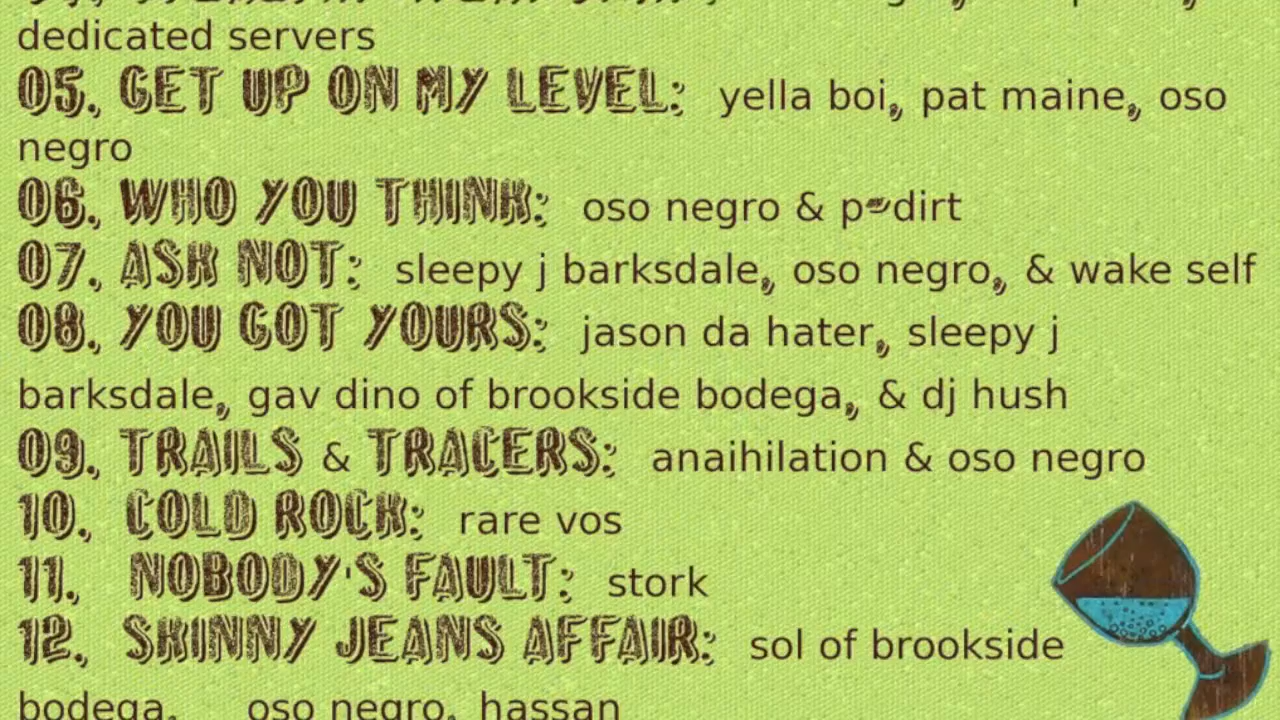 dedicated servers
05. GET UP ON MY LEVEL: yella boi, pat maine, oso
negro
06. WHO YOU THINK: oso negro & p-dirt
07. ASK NOT: sleepy j barksdale, oso negro, & wake self
08. YOU GOT YOURS: jason da hater, sleepy j
barksdale, gav dino of brookside bodega, & dj hush
09. TRAILS & TRACERS: anaihilation & oso negro
10. COLD ROCK: rare vos
11. NOBODY'S FAULT: stork
12. SKINNY JEANS AFFAIR: sol of brookside
bodega, oso negro, hassan